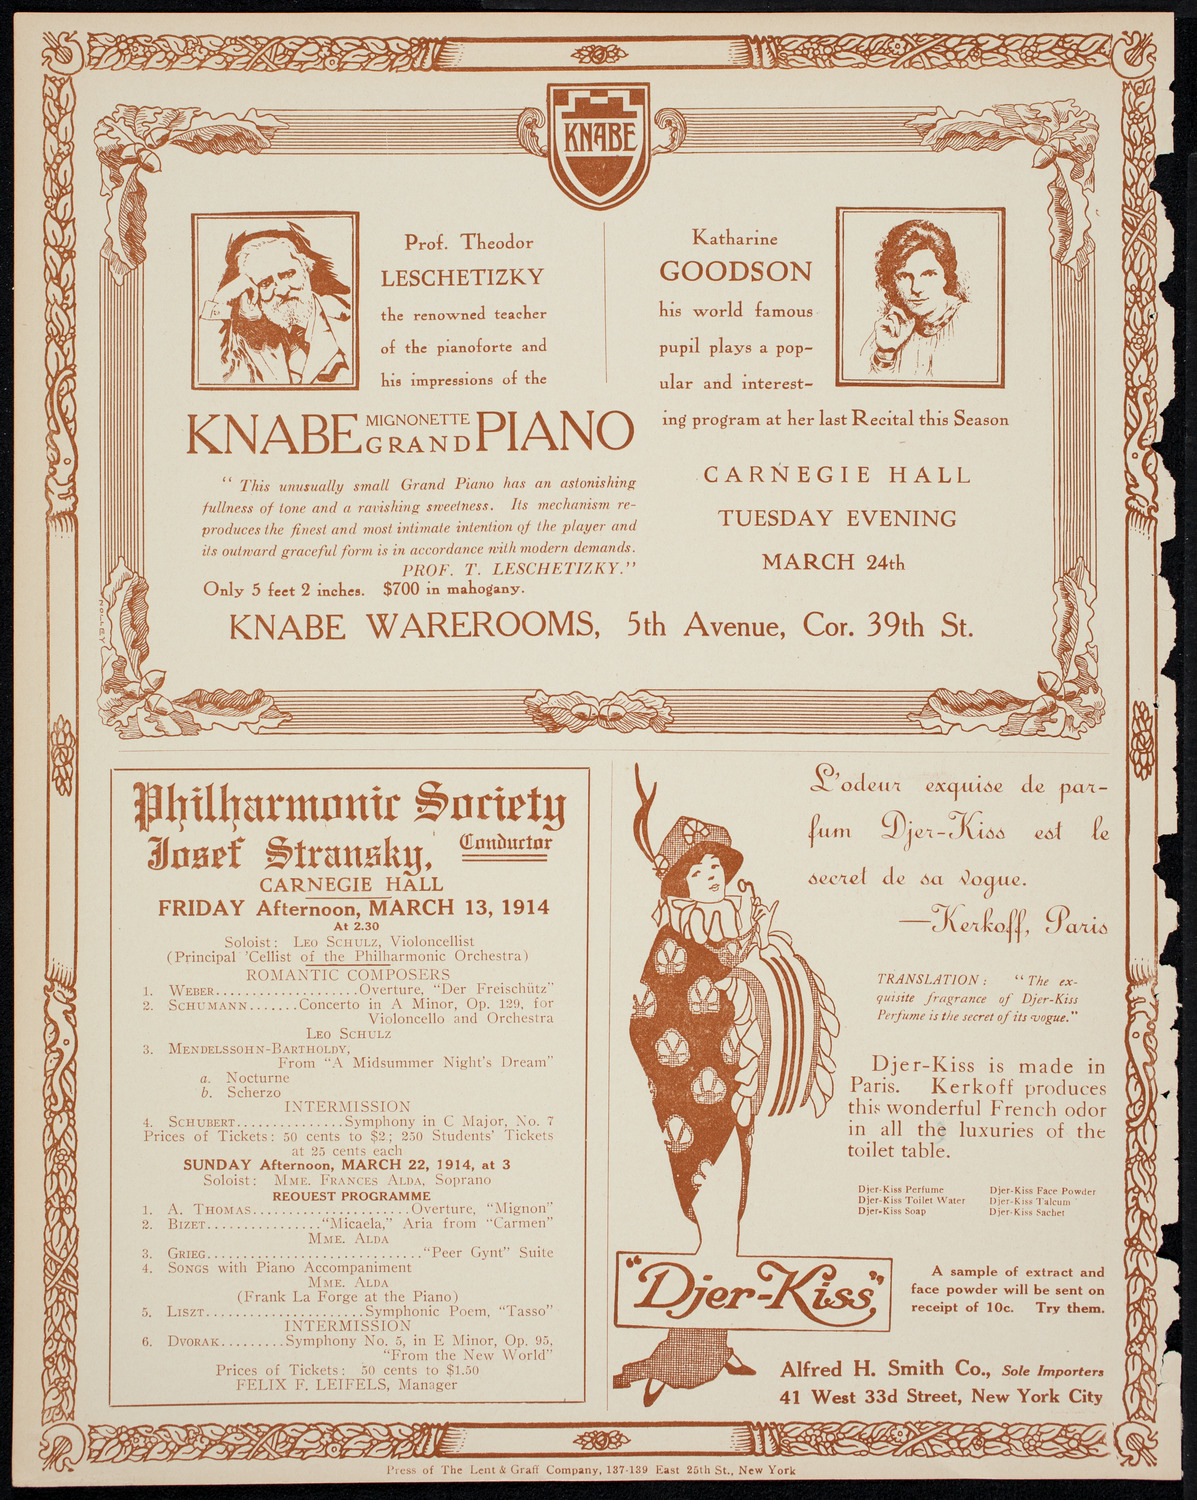 KNABE
Prof. Theodor
LESCHETIZKY
the renowned teacher
of the pianoforte and
his impressions of the
KNABE MIGNONETTE GRAND PIANO
" This unusually small Grand Piano has an astonishing
fullness of tone and a ravishing sweetness. Its mechanism re-
produces the finest and most intimate intention of the player and
its outward graceful form is in accordance with modern demands.
PROF. T. LESCHETIZKY."
Only 5 feet 2 inches. $700 in mahogany.
Katharine
GOODSON
his world famous
pupil plays a pop-
ular and interest-
ing program at her last Recital this Season
CARNEGIE HALL
TUESDAY EVENING
MARCH 24th
KNABE WAREROOMS, 5th Avenue, Cor. 39th St.
Philharmonic Society
Josef Stransky, Conductor
CARNEGIE HALL
FRIDAY Afternoon, MARCH 13, 1914
At 2.30
Soloist: LEO SCHULZ, Violoncellist
(Principal 'Cellist of the Philharmonic Orchestra)
ROMANTIC COMPOSERS
1. WEBER....................Overture, "Der Freischütz"
2. SCHUMANN.......Concerto in A Minor, Op. 129, for
Violoncello and Orchestra
LEO SCHULZ
3. MENDELSSOHN-BARTHOLDY,
From "A Midsummer Night's Dream"
a. Nocturne
b. Scherzo
INTERMISSION
4. SCHUBERT...............Symphony in C Major, No. 7
Prices of Tickets: 50 cents to $2; 250 Students' Tickets
at 25 cents each
SUNDAY Afternoon, MARCH 22, 1914, at 3
Soloist: MME. FRANCES ALDA, Soprano
REQUEST PROGRAMME
1. A. THOMAS......................Overture, "Mignon"
2. BIZET................"Micaela," Aria from "Carmen"
MME. ALDA
3. GRIEG..............................."Peer Gynt" Suite
4. SONGS with Piano Accompaniment
MME. ALDA
(Frank La Forge at the Piano)
5. LISZT......................Symphonic Poem, "Tasso"
INTERMISSION
6. DVORAK.........Symphony No. 5, in E Minor, Op. 95,
"From the New World"
Prices of Tickets: 50 cents to $1.50
FELIX F. LEIFELS, Manager
L'odeur exquise de par-
fum Djer-Kiss est le
secret de sa vogue.
—Kerkoff, Paris
TRANSLATION: "The ex-
quisite fragrance of Djer-Kiss
Perfume is the secret of its vogue."
Djer-Kiss is made in
Paris. Kerkoff produces
this wonderful French odor
in all the luxuries of the
toilet table.
Djer-Kiss Perfume
Djer-Kiss Toilet Water
Djer-Kiss Soap
Djer-Kiss Face Powder
Djer-Kiss Talcum
Djer-Kiss Sachet
"Djer-Kiss"
A sample of extract and
face powder will be sent on
receipt of 10c. Try them.
Alfred H. Smith Co., Sole Importers
41 West 33d Street, New York City
Press of The Lent & Graff Company, 137-139 East 25th St., New York